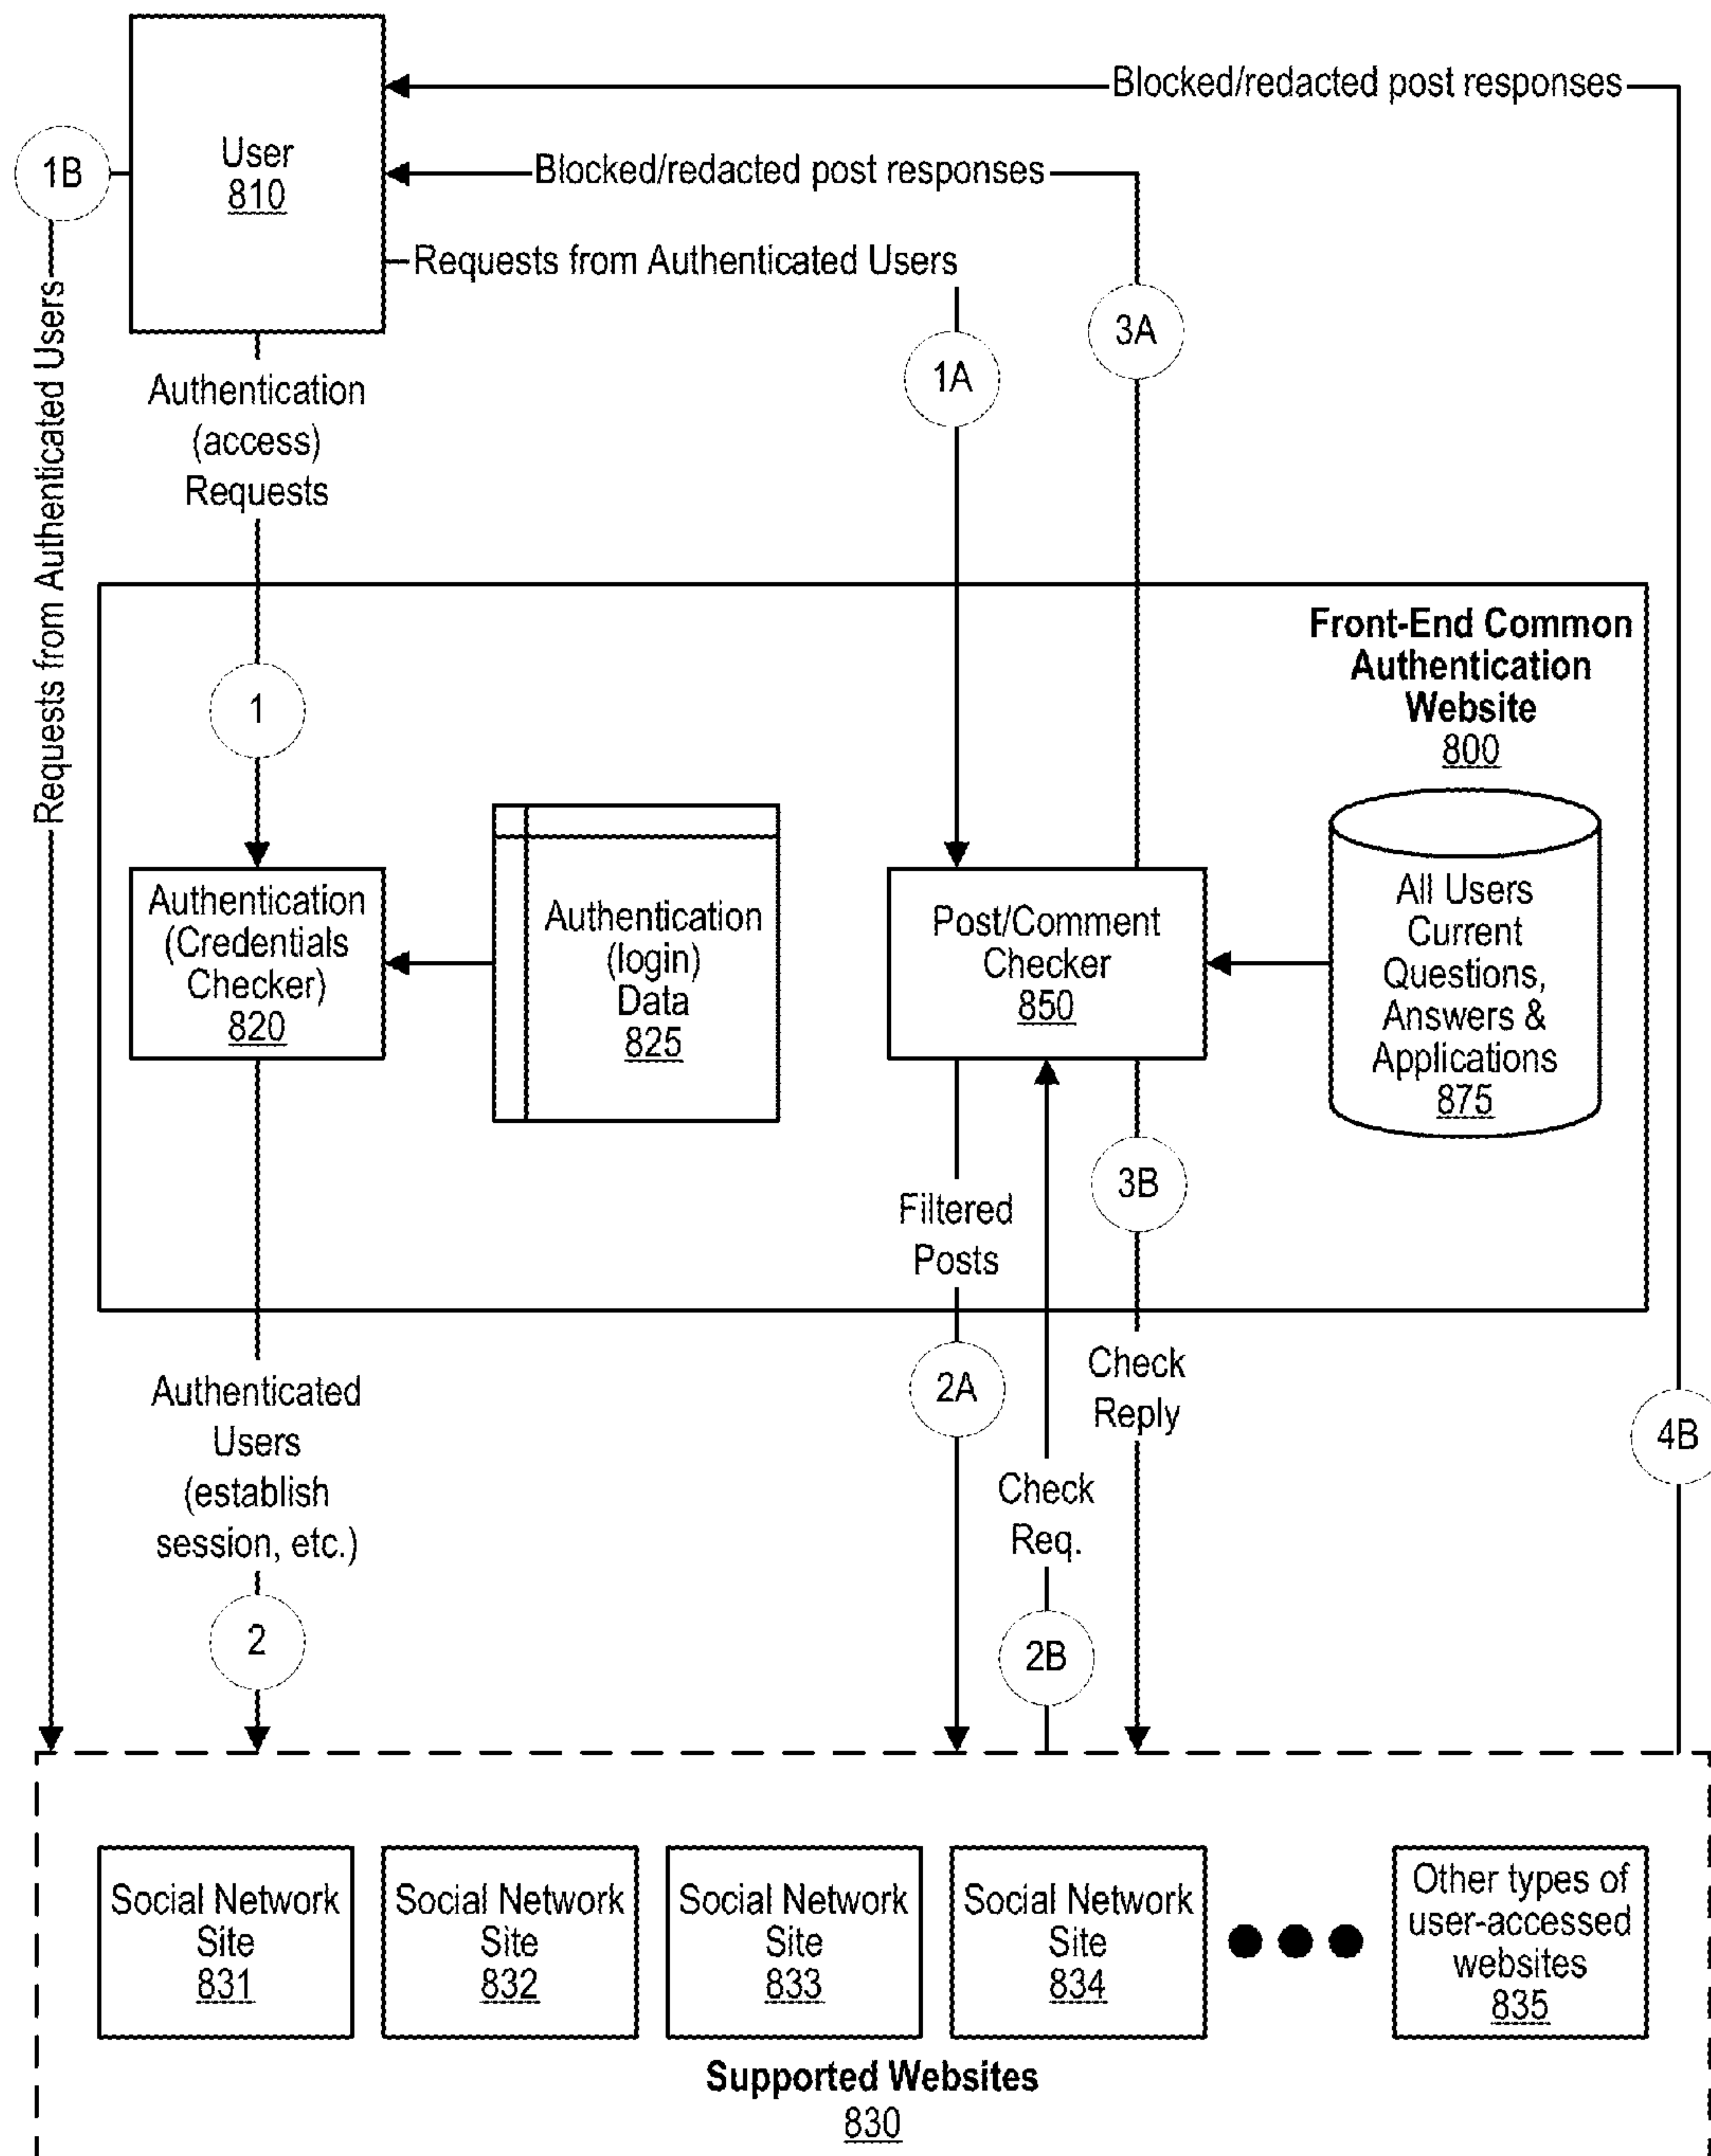 Blocked/redacted post responses
1B
User
810
Blocked/redacted post responses
Requests from Authenticated Users
Requests from Authenticated Users
3A
1A
Authentication
(access)
Requests
Front-End Common
Authentication
Website
800
1
Authentication
(Credentials
Checker)
820
Authentication
(login)
Data
825
Post/Comment
Checker
850
All Users
Current
Questions,
Answers &
Applications
875
3B
Filtered
Posts
Authenticated
Users
(establish
session, etc.)
2A
Check
Reply
4B
Check
Req.
2
2B
Social Network
Site
831
Social Network
Site
832
Social Network
Site
833
Social Network
Site
834
Other types of
user-accessed
websites
835
Supported Websites
830